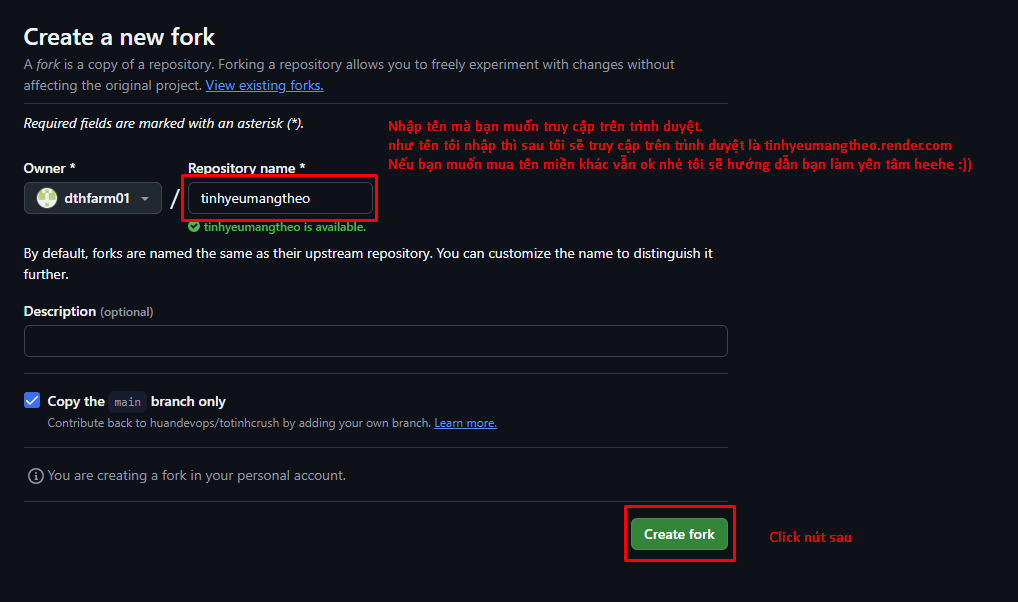 Create a new fork
A fork is a copy of a repository. Forking a repository allows you to freely experiment with changes without
affecting the original project. View existing forks.
Required fields are marked with an asterisk (*).
Nhập tên mà bạn muốn truy cập trên trình duyệt.
như tên tôi nhập thì sau tôi sẽ truy cập trên trình duyệt là tinhyeumangtheo.render.com
Nếu bạn muốn mua tên miền khác vẫn ok nhé tôi sẽ hướng dẫn bạn làm yên tâm heehe :))
Owner *
Repository name *
dthfarm01
/
tinhyeumangtheo
tinhyeumangtheo is available.
By default, forks are named the same as their upstream repository. You can customize the name to distinguish it
further.
Description (optional)
Copy the main branch only
Contribute back to huandevops/totinhcrush by adding your own branch. Learn more.
You are creating a fork in your personal account.
Create fork
Click nút sau